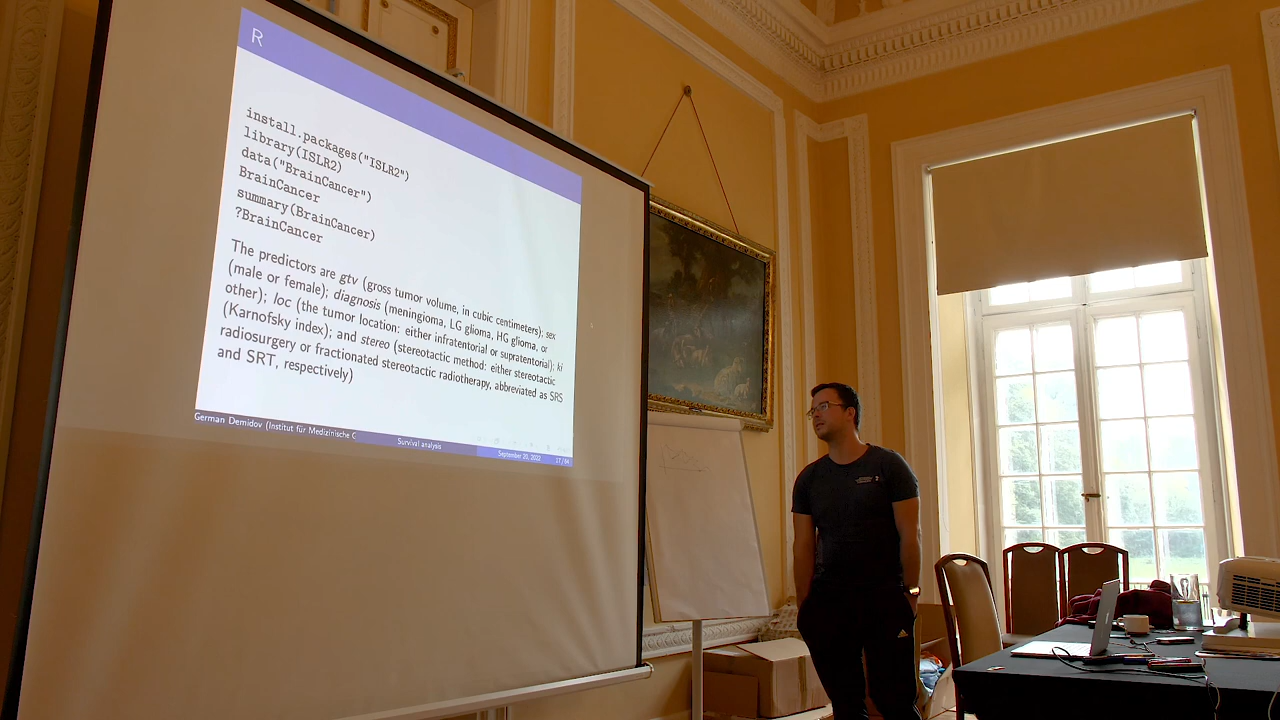 R
install.packages("ISLR2")
library(ISLR2)
data("BrainCancer")
BrainCancer
summary(BrainCancer)
?BrainCancer
The predictors are gtv (gross tumor volume, in cubic centimeters); sex
(male or female); diagnosis (meningioma, LG glioma, HG glioma, or
other); loc (the tumor location: either infratentorial or supratentorial); ki
(Karnofsky index); and stereo (stereotactic method: either stereotactic
radiosurgery or fractionated stereotactic radiotherapy, abbreviated as SRS
and SRT, respectively)
German Demidov (Institut für Medizinische G
Survival analysis
September 20, 2022
17 / 64